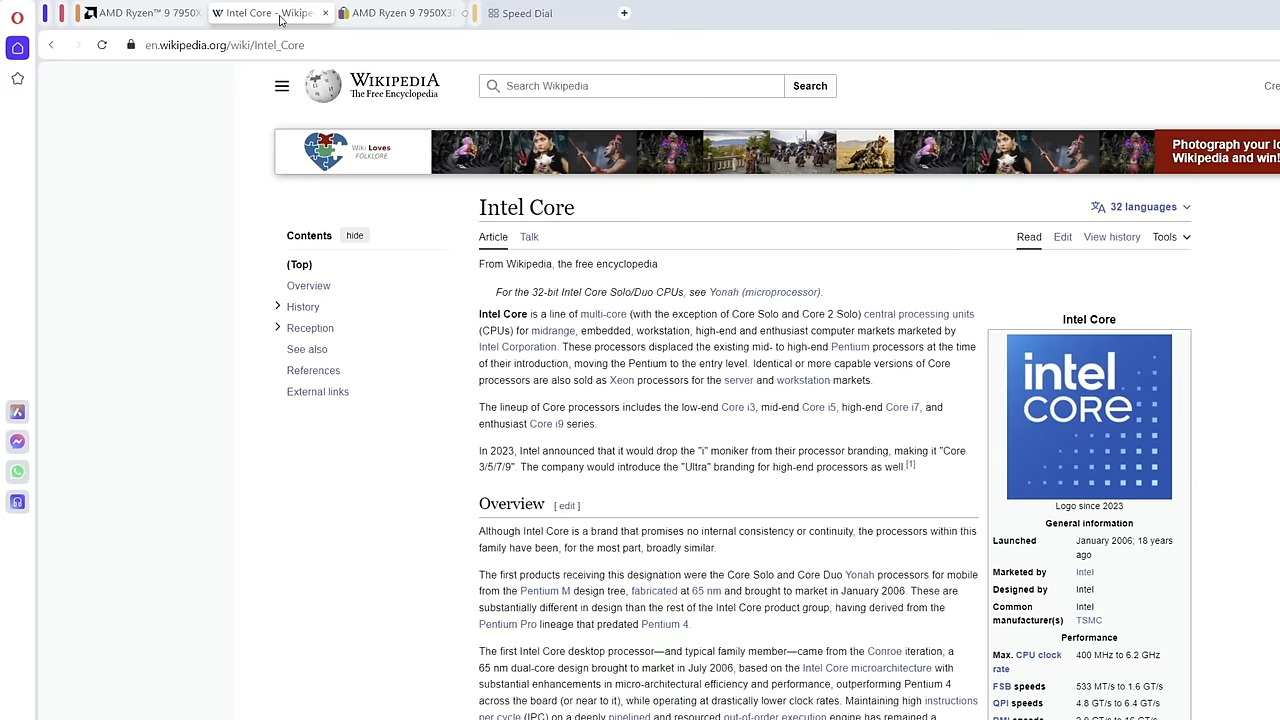 AMD Ryzen™ 9 7950X
Intel Core - Wikipe
AMD Ryzen 9 7950X3
Speed Dial
en.wikipedia.org/wiki/Intel_Core
WIKIPEDIA
The Free Encyclopedia
Search Wikipedia
Search
Cre
Wiki Loves
FOLKLORE
Photograph your lo
Wikipedia and win!
Intel Core
32 languages
Contents
hide
(Top)
Overview
History
Reception
See also
References
External links
Article
Talk
Read
Edit
View history
Tools
From Wikipedia, the free encyclopedia
For the 32-bit Intel Core Solo/Duo CPUs, see Yonah (microprocessor).
Intel Core is a line of multi-core (with the exception of Core Solo and Core 2 Solo) central processing units
(CPUs) for midrange, embedded, workstation, high-end and enthusiast computer markets marketed by
Intel Corporation. These processors displaced the existing mid- to high-end Pentium processors at the time
of their introduction, moving the Pentium to the entry level. Identical or more capable versions of Core
processors are also sold as Xeon processors for the server and workstation markets.
The lineup of Core processors includes the low-end Core i3, mid-end Core i5, high-end Core i7, and
enthusiast Core i9 series.
In 2023, Intel announced that it would drop the "i" moniker from their processor branding, making it "Core
3/5/7/9". The company would introduce the "Ultra" branding for high-end processors as well.[1]
Overview [ edit ]
Although Intel Core is a brand that promises no internal consistency or continuity, the processors within this
family have been, for the most part, broadly similar.
The first products receiving this designation were the Core Solo and Core Duo Yonah processors for mobile
from the Pentium M design tree, fabricated at 65 nm and brought to market in January 2006. These are
substantially different in design than the rest of the Intel Core product group, having derived from the
Pentium Pro lineage that predated Pentium 4.
The first Intel Core desktop processor—and typical family member—came from the Conroe iteration, a
65 nm dual-core design brought to market in July 2006, based on the Intel Core microarchitecture with
substantial enhancements in micro-architectural efficiency and performance, outperforming Pentium 4
across the board (or near to it), while operating at drastically lower clock rates. Maintaining high instructions
per cycle (IPC) on a deeply pipelined and resourced out-of-order execution engine has remained a
Intel Core
intel
CORE
Logo since 2023
General information
Launched January 2006; 18 years
ago
Marketed by Intel
Designed by Intel
Common Intel
manufacturer(s) TSMC
Performance
Max. CPU clock 400 MHz to 6.2 GHz
rate
FSB speeds 533 MT/s to 1.6 GT/s
QPI speeds 4.8 GT/s to 6.4 GT/s